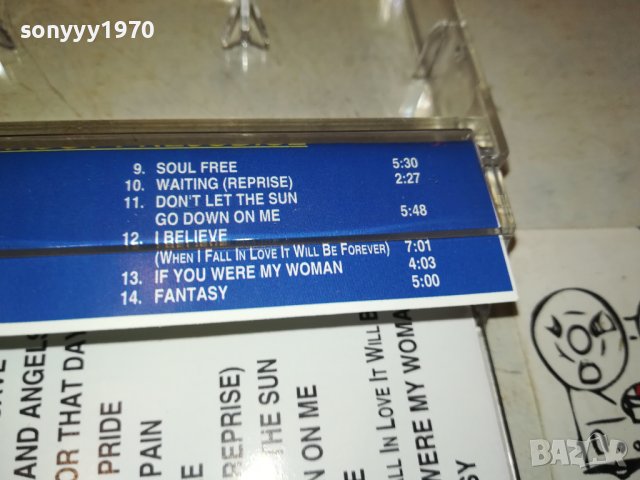 sonyyy1970
9. SOUL FREE 5:30
10. WAITING (REPRISE) 2:27
11. DON'T LET THE SUN
GO DOWN ON ME 5:48
12. I BELIEVE
(WHEN I FALL IN LOVE IT WILL BE FOREVER) 7:01
13. IF YOU WERE MY WOMAN 4:03
14. FANTASY 5:00
AND ANGELS
OR THAT DAY
PRIDE
PAIN
REPRISE)
THE SUN
N ON ME
ALL IN LOVE IT WILL B
WERE MY WOMA
SY
BAZAR